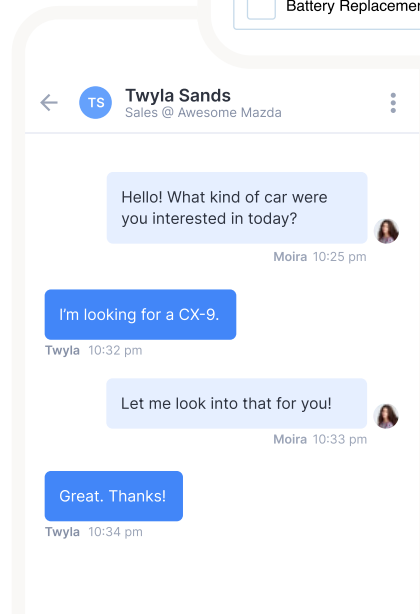 Battery Replacemen
TS
Twyla Sands
Sales @ Awesome Mazda
Hello! What kind of car were
you interested in today?
Moira 10:25 pm
I'm looking for a CX-9.
Twyla 10:32 pm
Let me look into that for you!
Moira 10:33 pm
Great. Thanks!
Twyla 10:34 pm